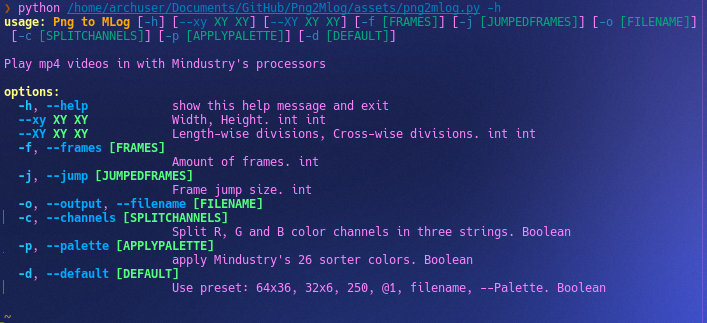 ❯ python /home/archuser/Documents/GitHub/Png2Mlog/assets/png2mlog.py -h
usage: Png to MLog [-h] [--xy XY XY] [--XY XY XY] [-f [FRAMES]] [-j [JUMPEDFRAMES]] [-o [FILENAME]]
[-c [SPLITCHANNELS]] [-p [APPLYPALETTE]] [-d [DEFAULT]]
Play mp4 videos in with Mindustry's processors
options:
-h, --help show this help message and exit
--xy XY XY Width, Height. int int
--XY XY XY Length-wise divisions, Cross-wise divisions. int int
-f, --frames [FRAMES]
Amount of frames. int
-j, --jump [JUMPEDFRAMES]
Frame jump size. int
-o, --output, --filename [FILENAME]
-c, --channels [SPLITCHANNELS]
Split R, G and B color channels in three strings. Boolean
-p, --palette [APPLYPALETTE]
apply Mindustry's 26 sorter colors. Boolean
-d, --default [DEFAULT]
Use preset: 64x36, 32x6, 250, @1, filename, --Palette. Boolean
~